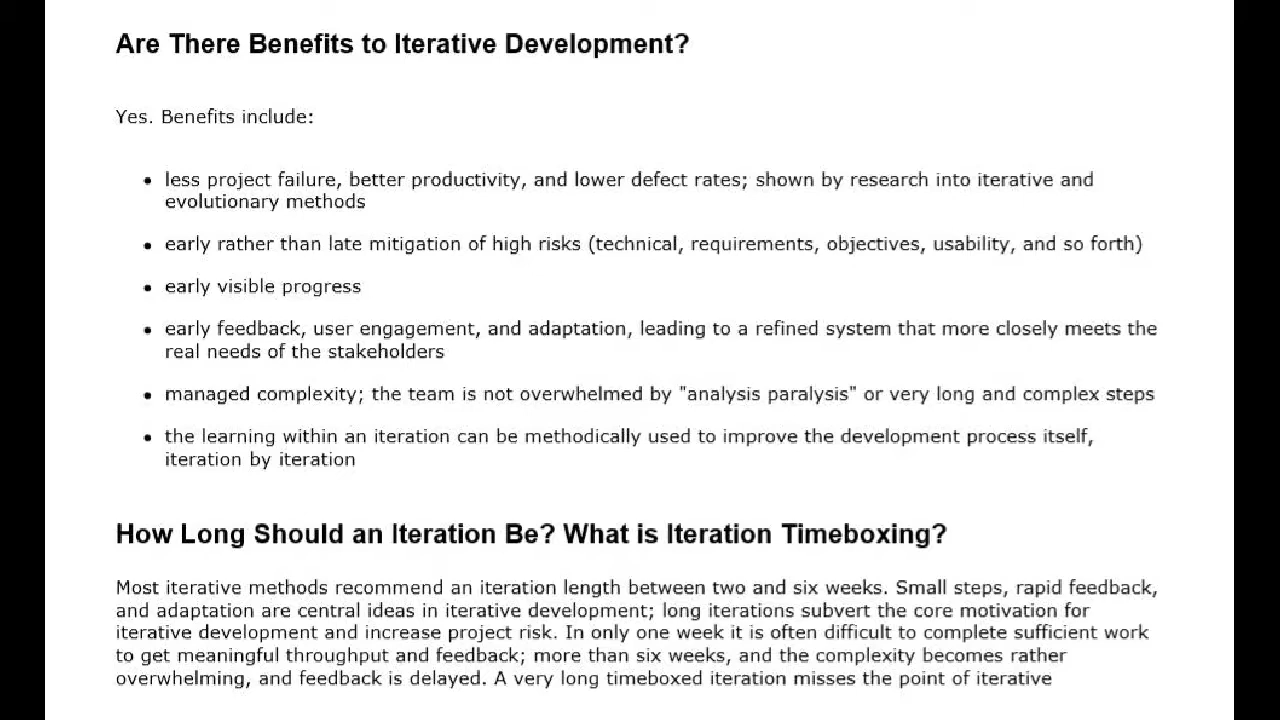 Are There Benefits to Iterative Development?
Yes. Benefits include:
• less project failure, better productivity, and lower defect rates; shown by research into iterative and
evolutionary methods
• early rather than late mitigation of high risks (technical, requirements, objectives, usability, and so forth)
• early visible progress
• early feedback, user engagement, and adaptation, leading to a refined system that more closely meets the
real needs of the stakeholders
• managed complexity; the team is not overwhelmed by "analysis paralysis" or very long and complex steps
• the learning within an iteration can be methodically used to improve the development process itself,
iteration by iteration
How Long Should an Iteration Be? What is Iteration Timeboxing?
Most iterative methods recommend an iteration length between two and six weeks. Small steps, rapid feedback,
and adaptation are central ideas in iterative development; long iterations subvert the core motivation for
iterative development and increase project risk. In only one week it is often difficult to complete sufficient work
to get meaningful throughput and feedback; more than six weeks, and the complexity becomes rather
overwhelming, and feedback is delayed. A very long timeboxed iteration misses the point of iterative